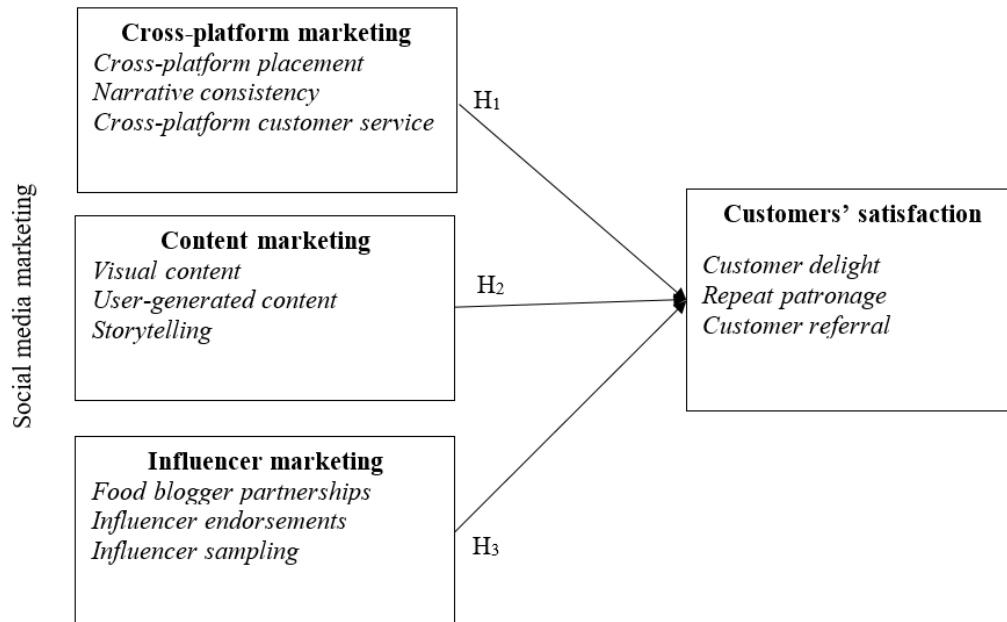 Social media marketing
Cross-platform marketing
Cross-platform placement
Narrative consistency
Cross-platform customer service
H₁
Content marketing
Visual content
User-generated content
Storytelling
H₂
Influencer marketing
Food blogger partnerships
Influencer endorsements
Influencer sampling
H₃
Customers’ satisfaction
Customer delight
Repeat patronage
Customer referral